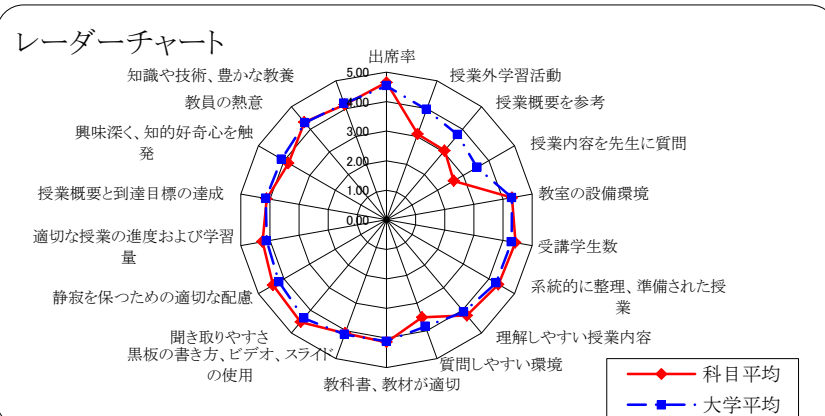 レーダーチャート
出席率
授業外学習活動
授業概要を参考
授業内容を先生に質問
教室の設備環境
受講学生数
系統的に整理、準備された授
業
理解しやすい授業内容
質問しやすい環境
教科書、教材が適切
黒板の書き方、ビデオ、スライド
の使用
聞き取りやすさ
静寂を保つための適切な配慮
適切な授業の進度および学習
量
授業概要と到達目標の達成
興味深く、知的好奇心を触
発
教員の熱意
知識や技術、豊かな教養
5.00
4.00
3.00
2.00
1.00
0.00
科目平均
大学平均